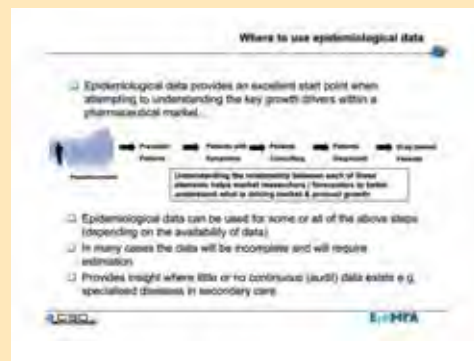 Where to use epidemiological data
Epidemiological data provides an excellent start point when
attempting to understanding the key growth drivers within a
pharmaceutical market.
Prevalent Patients with Patients Patients Drug treated
Patients Symptoms Consulting Diagnosed Patients
Understanding the relationship between each of these
elements helps market researchers / forecasters to better
understand what is driving market & product growth
Epidemiological data can be used for some or all of the above steps
(depending on the availability of data)
In many cases the data will be incomplete and will require
estimation
Provides insight where little or no continuous (audit) data exists e.g.
specialised diseases in secondary care